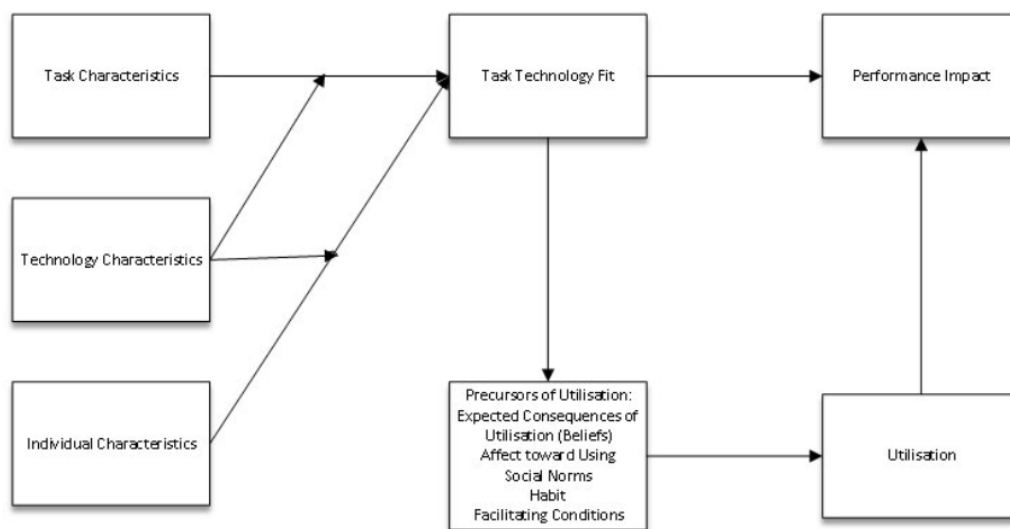 Task Characteristics
Task Technology Fit
Performance Impact
Technology Characteristics
Individual Characteristics
Precursors of Utilisation:
Expected Consequences of
Utilisation (Beliefs)
Affect toward Using
Social Norms
Habit
Facilitating Conditions
Utilisation